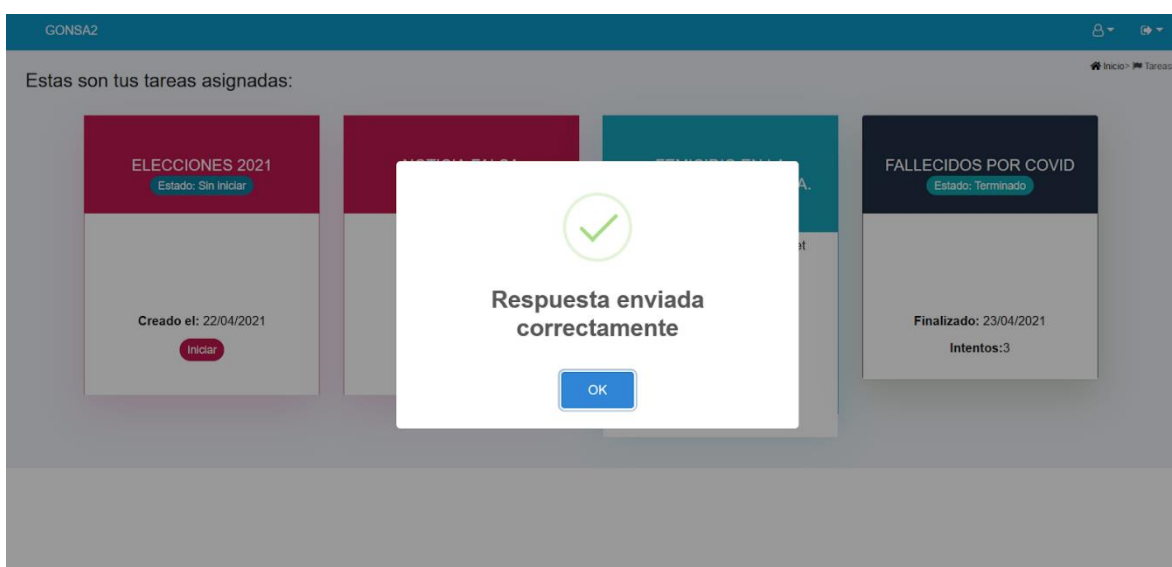 GONSA2
Inicio> Tareas
Estas son tus tareas asignadas:
ELECCIONES 2021
Estado: Sin iniciar
Creado el: 22/04/2021
Iniciar
A.
et
FALLECIDOS POR COVID
Estado: Terminado
Finalizado: 23/04/2021
Intentos:3
Respuesta enviada
correctamente
OK